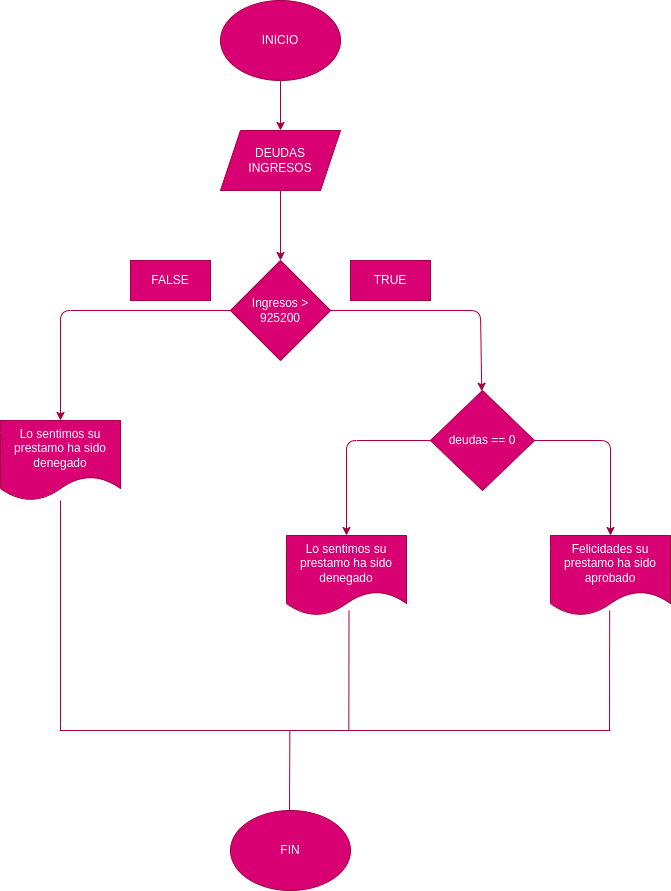 INICIO
DEUDAS
INGRESOS
FALSE
TRUE
Ingresos >
925200
Lo sentimos su
prestamo ha sido
denegado
deudas == 0
Lo sentimos su
prestamo ha sido
denegado
Felicidades su
prestamo ha sido
aprobado
FIN